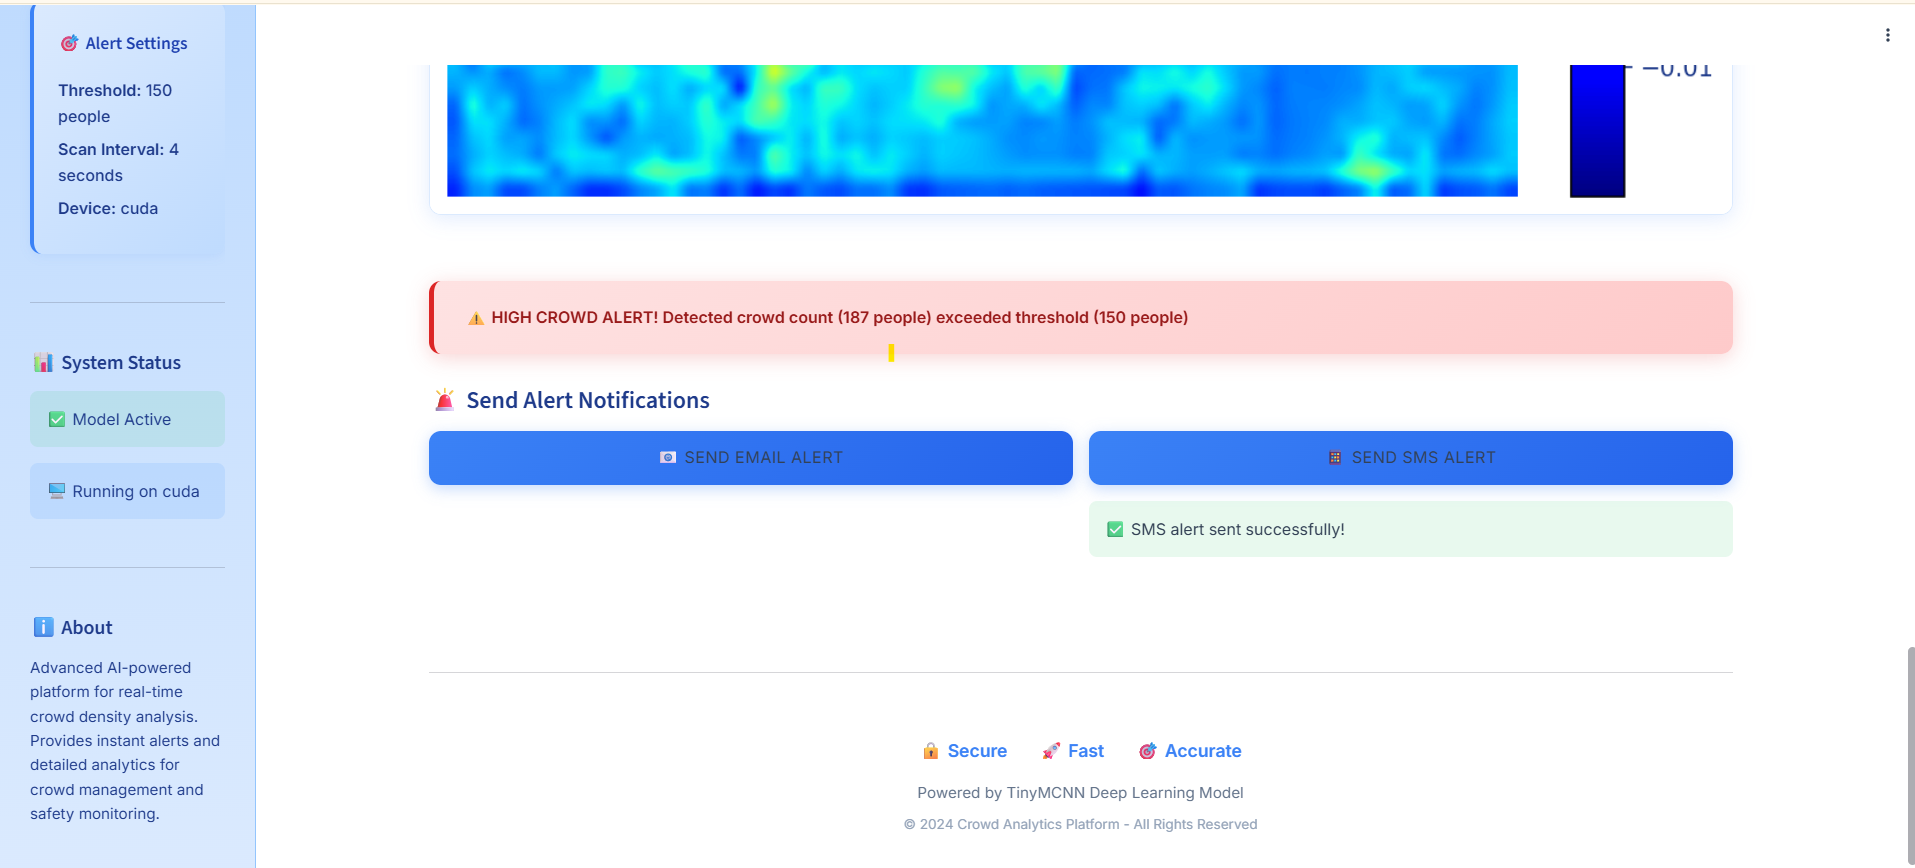 Alert Settings
Threshold: 150
people
Scan Interval: 4
seconds
Device: cuda
System Status
Model Active
Running on cuda
About
Advanced AI-powered
platform for real-time
crowd density analysis.
Provides instant alerts and
detailed analytics for
crowd management and
safety monitoring.
−0.01
HIGH CROWD ALERT! Detected crowd count (187 people) exceeded threshold (150 people)
Send Alert Notifications
SEND EMAIL ALERT
SEND SMS ALERT
SMS alert sent successfully!
Secure Fast Accurate
Powered by TinyMCNN Deep Learning Model
© 2024 Crowd Analytics Platform - All Rights Reserved